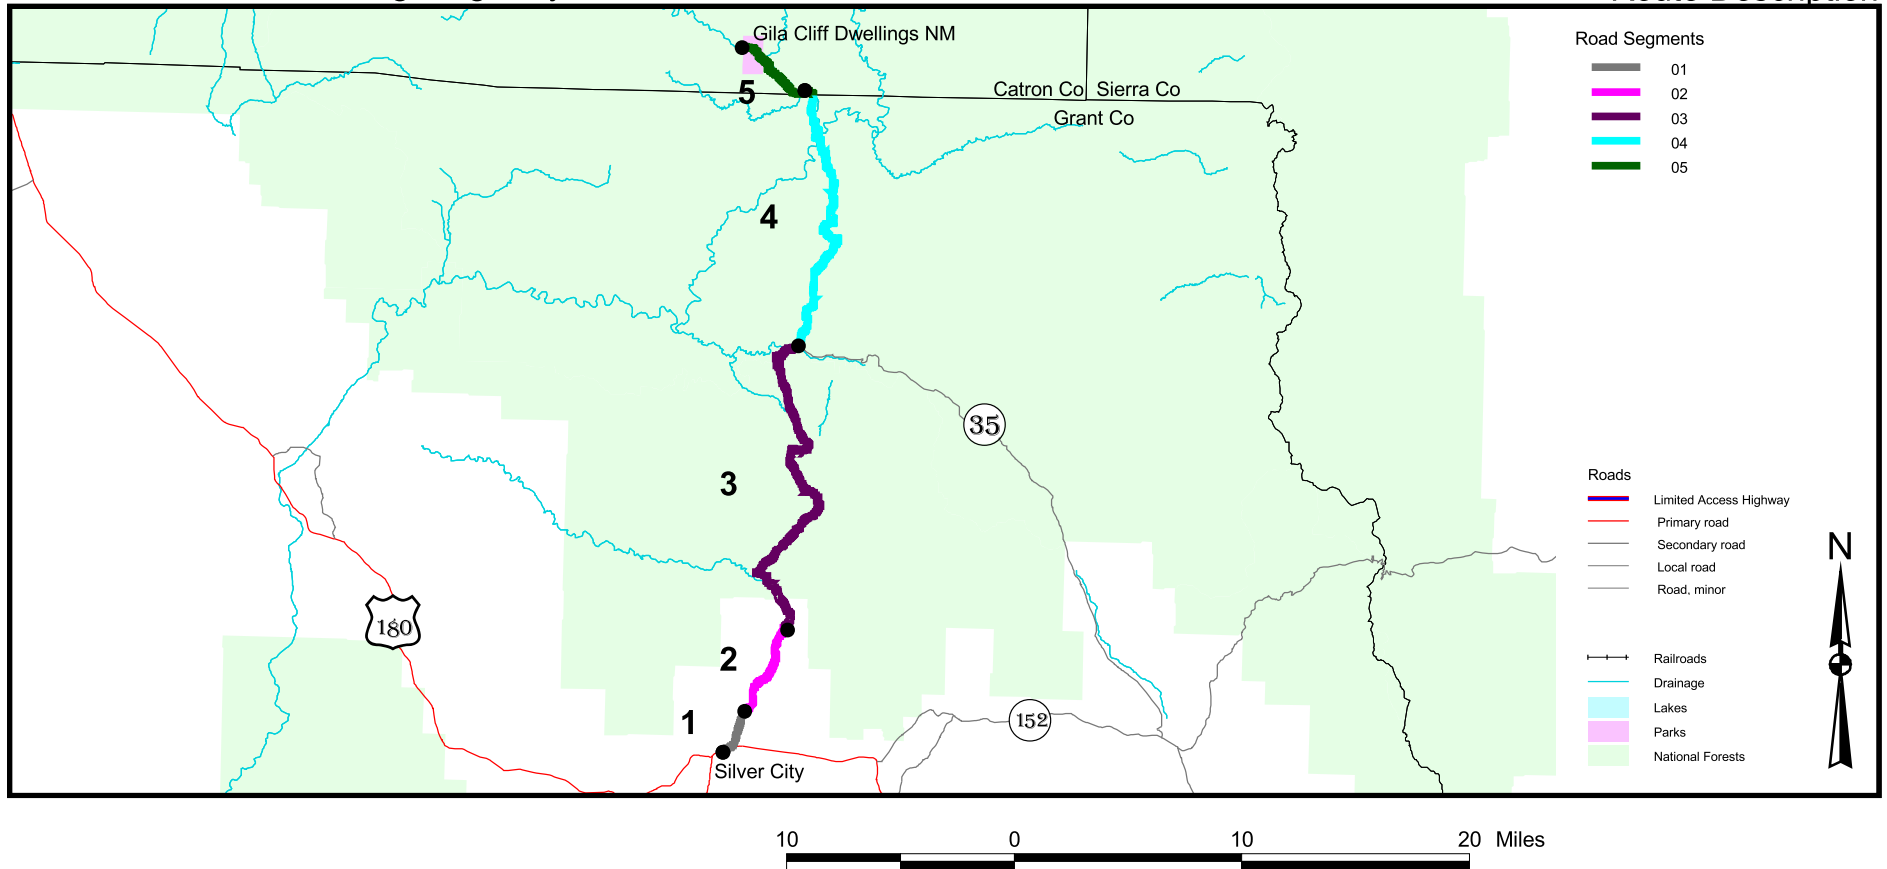 Gila Cliff Dwellings NM
5
Catron Co
Sierra Co
Grant Co
4
35
3
180
2
1
152
Silver City
Road Segments
01
02
03
04
05
Roads
Limited Access Highway
Primary road
Secondary road
Local road
Road, minor
Railroads
Drainage
Lakes
Parks
National Forests
N
10 0 10 20 Miles